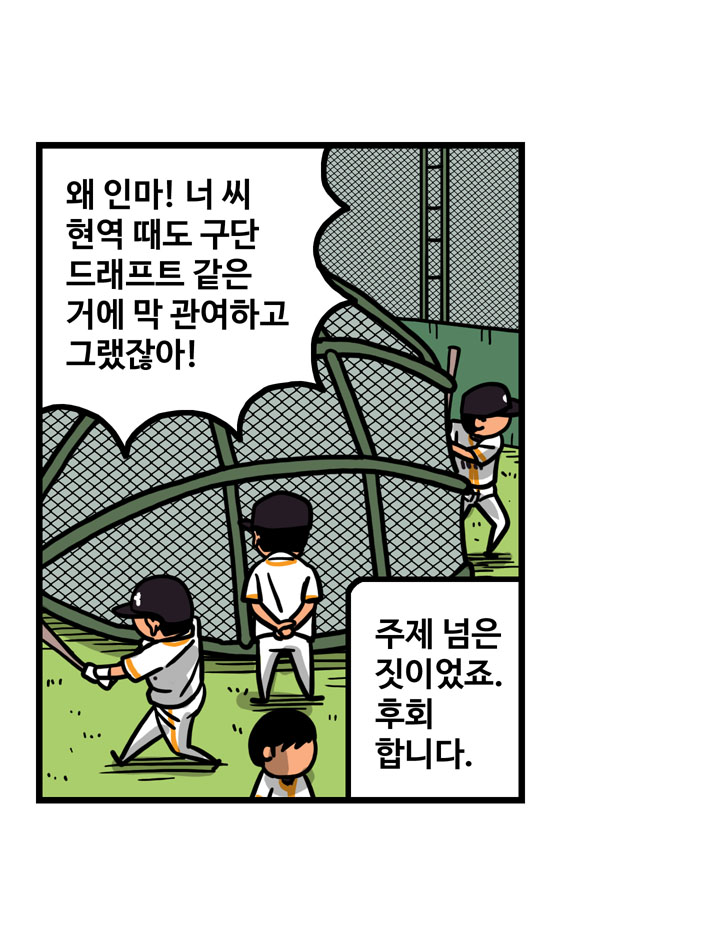 왜 인마! 너 씨
현역 때도 구단
드래프트 같은
거에 막 관여하고
그랬잖아!
주제 넘은
짓이었죠.
후회
합니다.